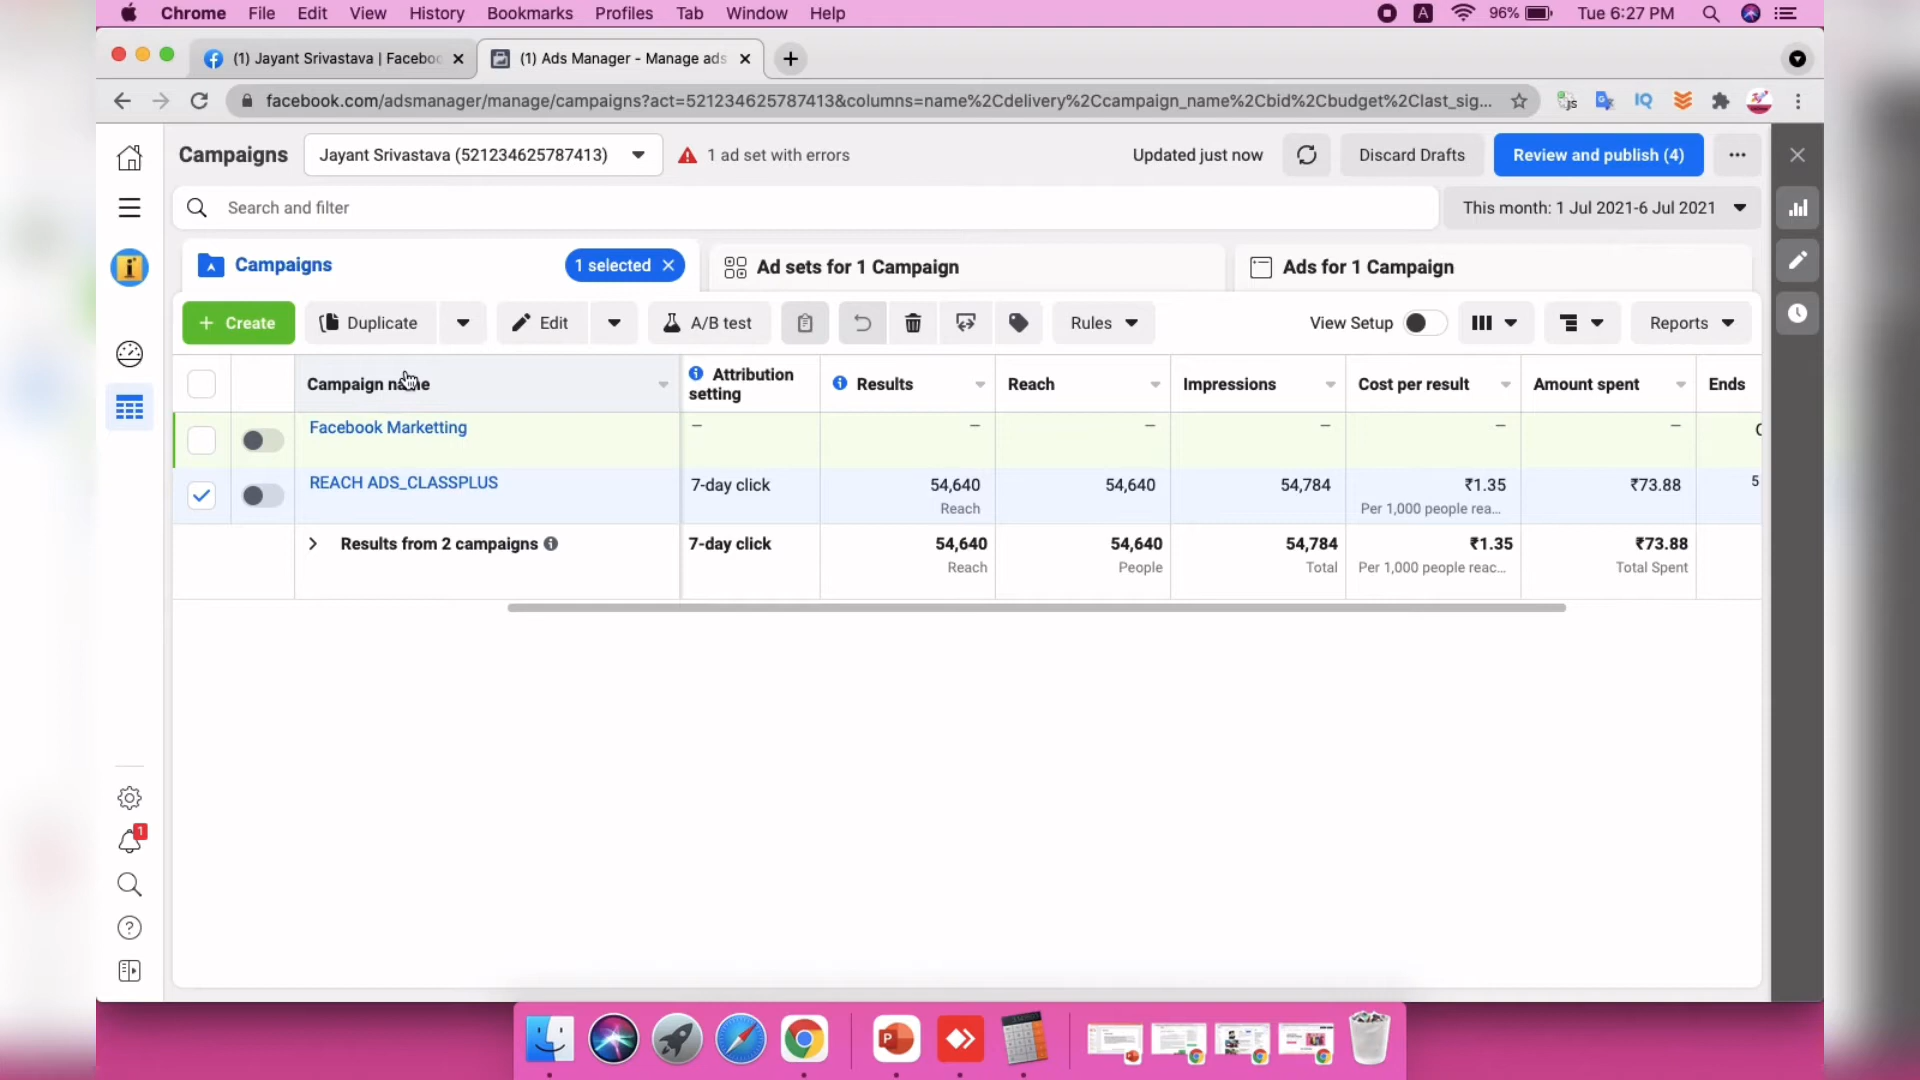 Chrome File Edit View History Bookmarks Profiles Tab Window Help A 96% Tue 6:27 PM
(1) Jayant Srivastava | Facebo (1) Ads Manager - Manage ads
facebook.com/adsmanager/manage/campaigns?act=521234625787413&columns=name%2Cdelivery%2Ccampaign_name%2Cbid%2Cbudget%2Clast_sig... js IQ
Campaigns Jayant Srivastava (521234625787413) 1 ad set with errors Updated just now Discard Drafts Review and publish (4)
Search and filter This month: 1 Jul 2021-6 Jul 2021
Campaigns 1 selected Ad sets for 1 Campaign Ads for 1 Campaign
+ Create Duplicate Edit A/B test Rules View Setup Reports
Campaign name Attribution setting Results Reach Impressions Cost per result Amount spent Ends
Facebook Marketting — — — — — —
REACH ADS_CLASSPLUS 7-day click 54,640 54,640 54,784 ₹1.35 ₹73.88 5
Reach Per 1,000 people rea...
Results from 2 campaigns 7-day click 54,640 54,640 54,784 ₹1.35 ₹73.88
Reach People Total Per 1,000 people reac... Total Spent
1